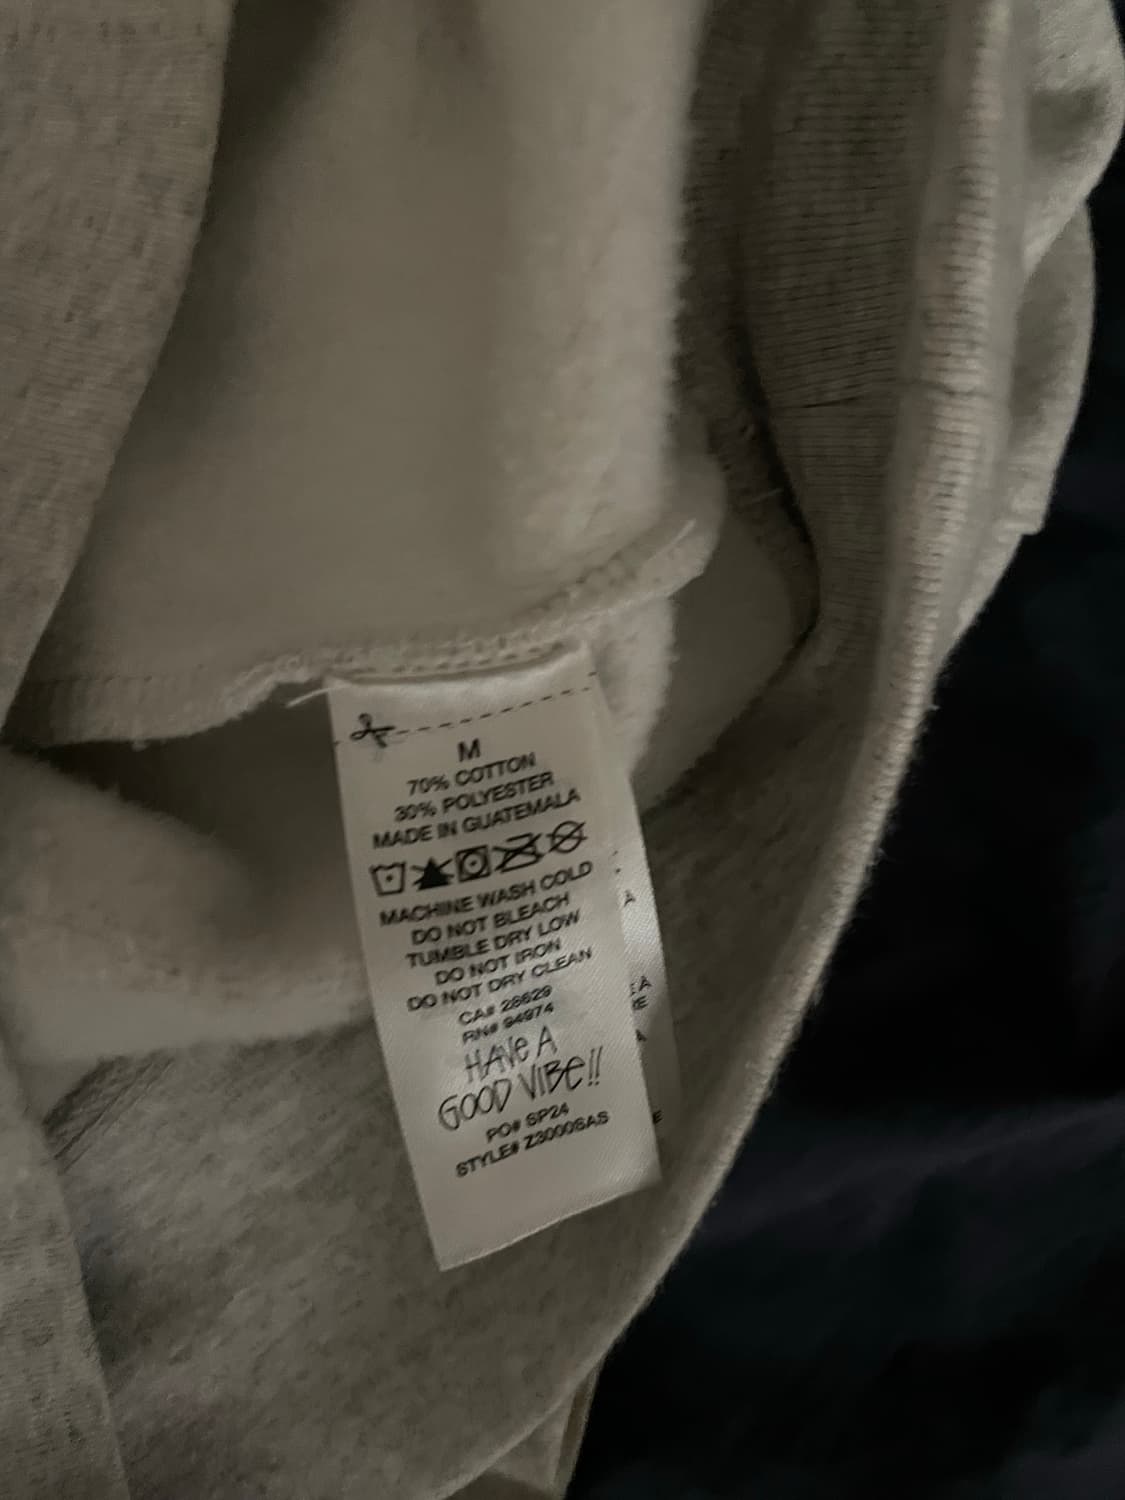 M
70% COTTON
30% POLYESTER
MADE IN GUATEMALA
MACHINE WASH COLD
DO NOT BLEACH
TUMBLE DRY LOW
DO NOT IRON
DO NOT DRY CLEAN
CA# 28629
RN# 94974
HAVE A
GOOD VIBE!!
PO# SP24
STYLE# Z3000SAS